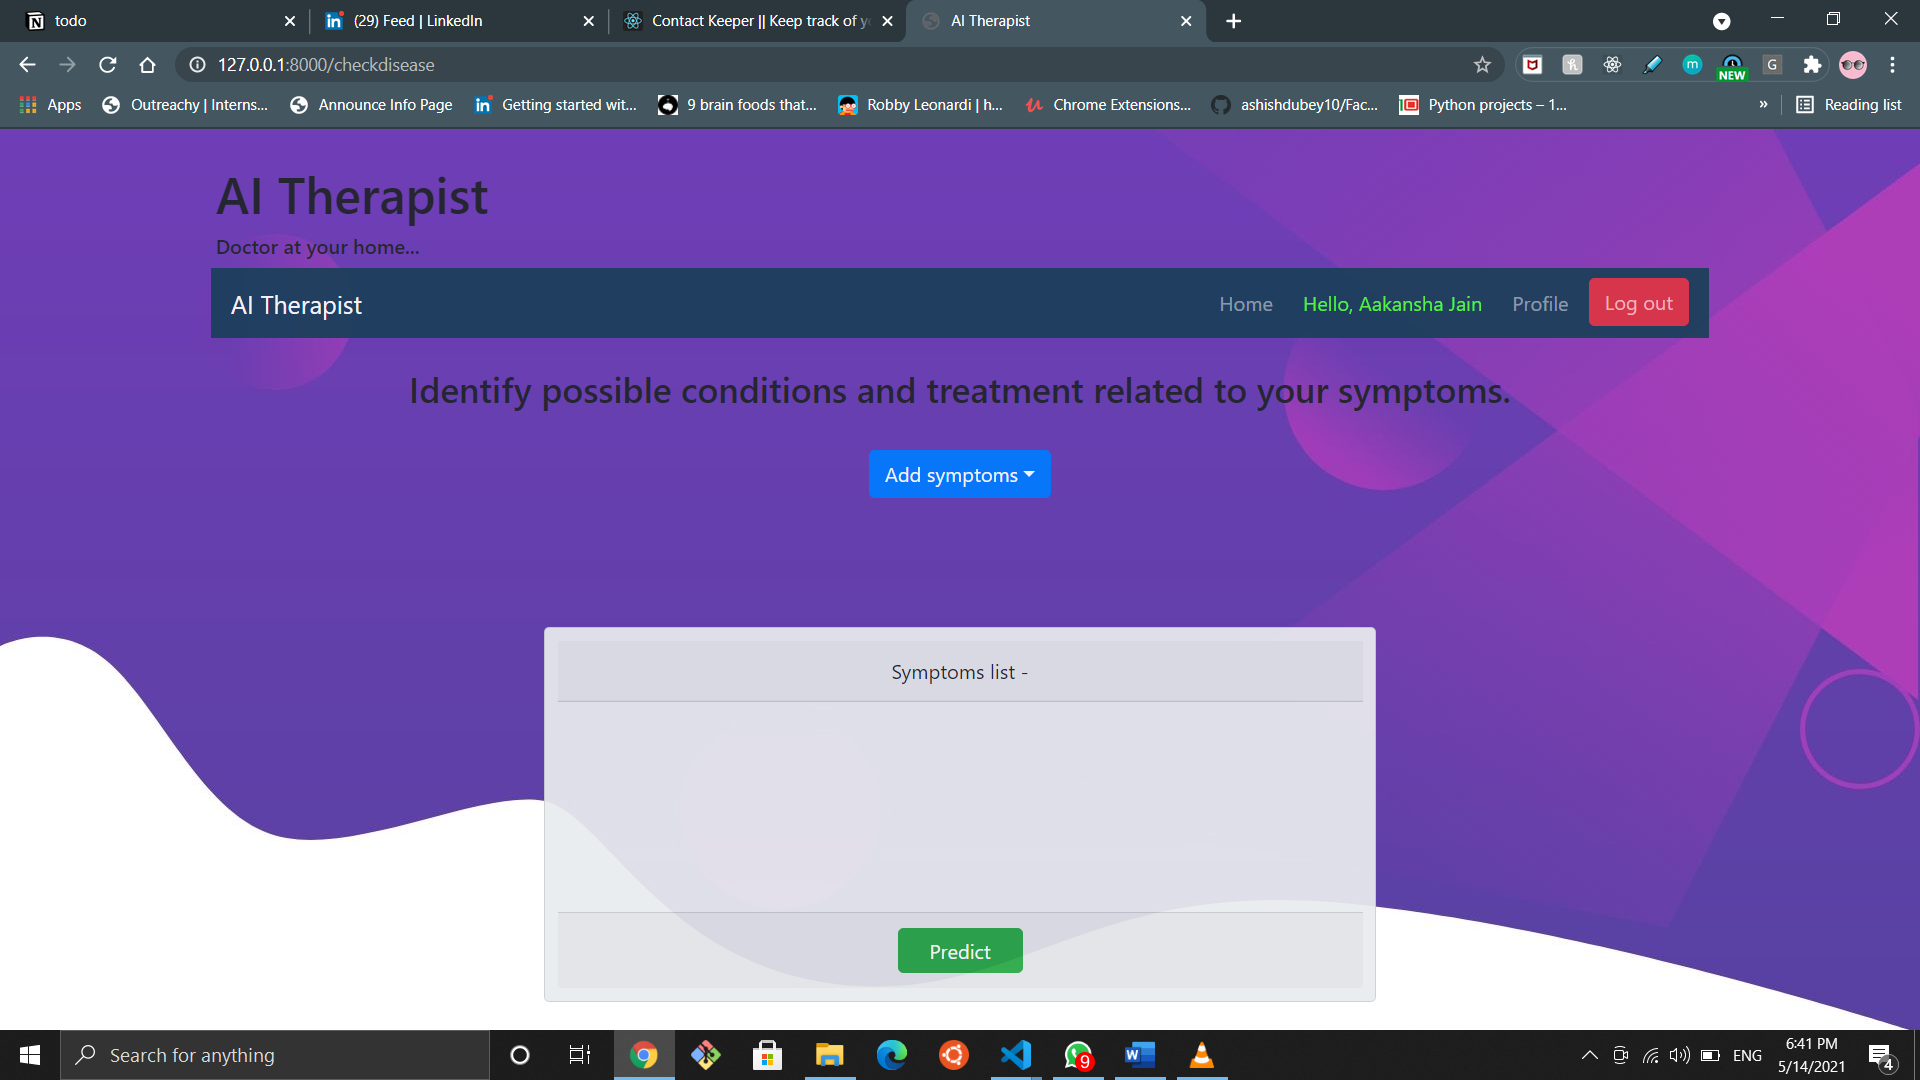 todo
(29) Feed | LinkedIn
Contact Keeper || Keep track of yo
AI Therapist
127.0.0.1:8000/checkdisease
m
NEW
G
Apps
Outreachy | Interns...
Announce Info Page
Getting started wit...
9 brain foods that...
Robby Leonardi | h...
Chrome Extensions...
ashishdubey10/Fac...
Python projects – 1...
»
Reading list
AI Therapist
Doctor at your home...
AI Therapist
Home
Hello, Aakansha Jain
Profile
Log out
Identify possible conditions and treatment related to your symptoms.
Add symptoms
Symptoms list -
Predict
Search for anything
9
ENG
6:41 PM
5/14/2021
4